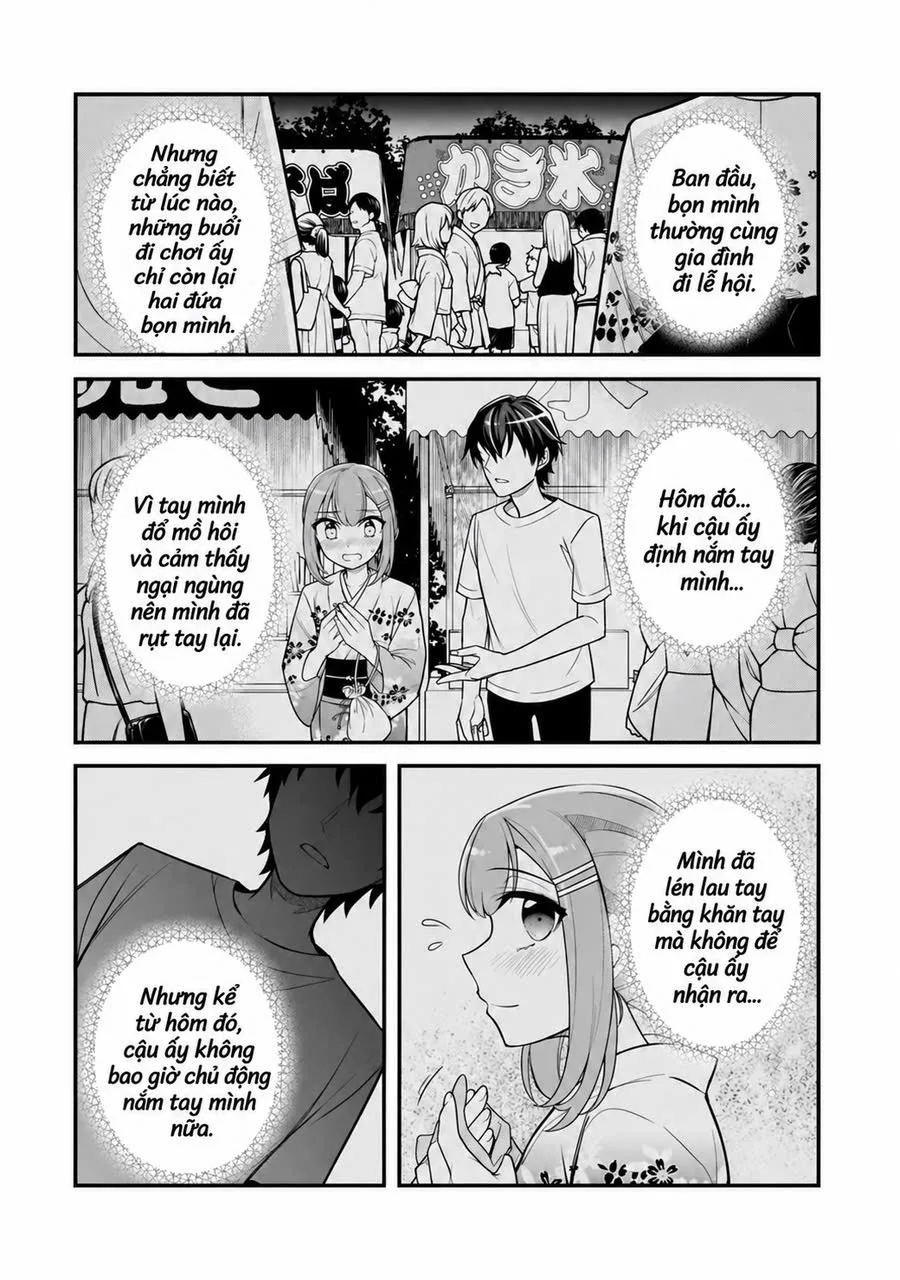 Ban đầu,
bọn mình
thường cùng
gia đình
đi lễ hội.
Nhưng
chẳng biết
từ lúc nào,
những buổi
đi chơi ấy
chỉ còn lại
hai đứa
bọn mình.
かき氷
Hôm đó...
khi cậu ấy
định nắm tay
mình...
Vì tay mình
đổ mồ hôi
và cảm thấy
ngại ngùng
nên mình đã
rụt tay lại.
Mình đã
lén lau tay
bằng khăn tay
mà không để
cậu ấy
nhận ra...
Nhưng kể
từ hôm đó,
cậu ấy không
bao giờ chủ động
nắm tay mình
nữa.